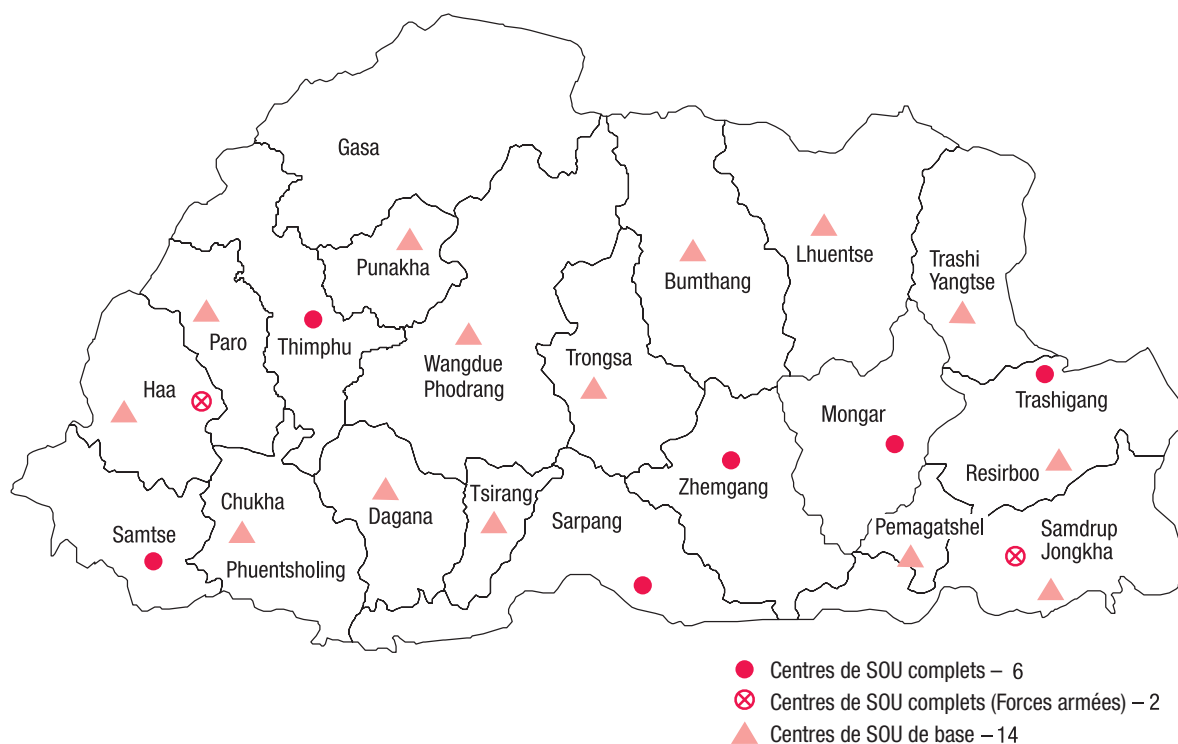 Gasa
Punakha
Bumthang
Lhuentse
Trashi
Yangtse
Paro
Thimphu
Wangdue
Phodrang
Trongsa
Haa
Mongar
Trashigang
Resirboo
Zhemgang
Tsirang
Chukha
Dagana
Sarpang
Samtse
Phuentsholing
Pemagatshel
Samdrup
Jongkha
Centres de SOU complets – 6
Centres de SOU complets (Forces armées) – 2
Centres de SOU de base – 14